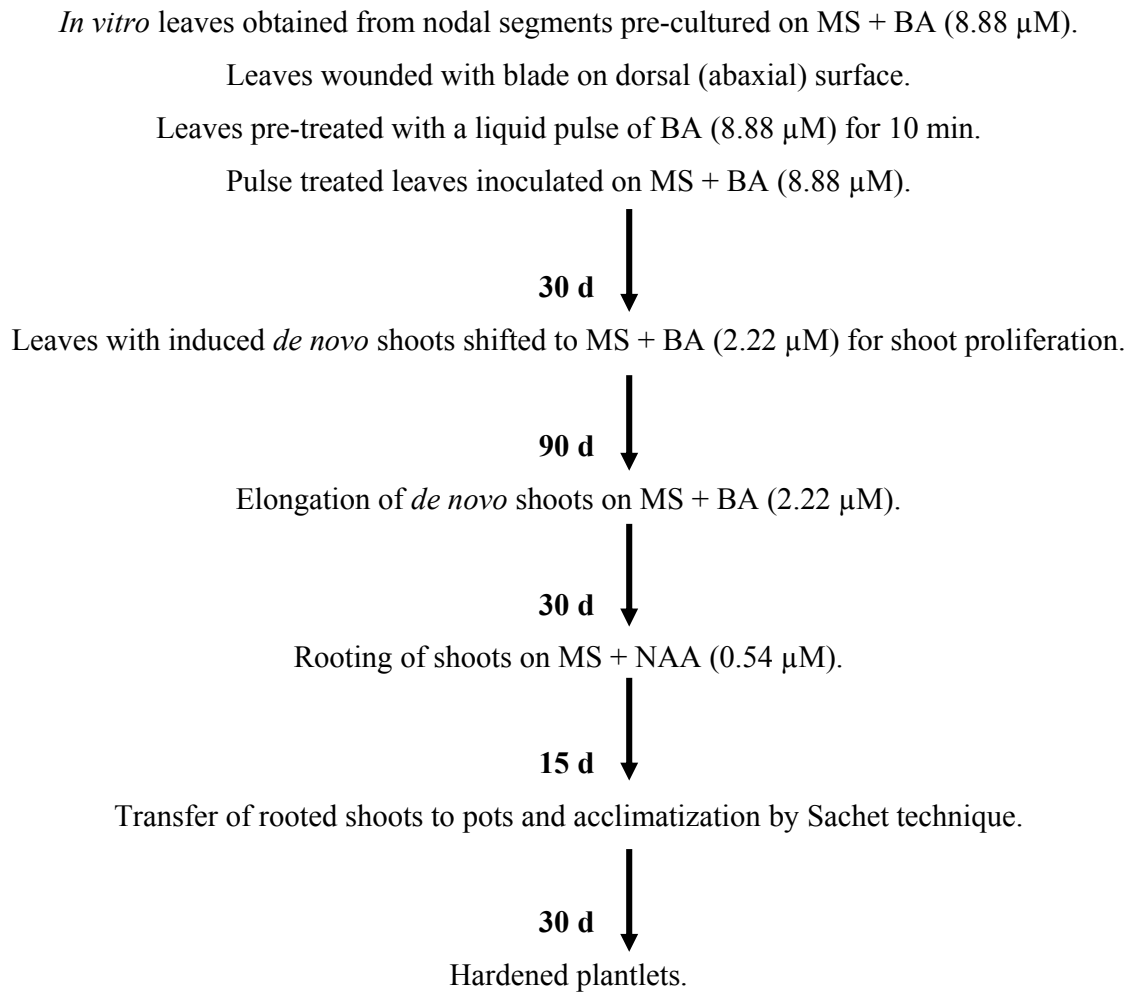 In vitro leaves obtained from nodal segments pre-cultured on MS + BA (8.88 µM).
Leaves wounded with blade on dorsal (abaxial) surface.
Leaves pre-treated with a liquid pulse of BA (8.88 µM) for 10 min.
Pulse treated leaves inoculated on MS + BA (8.88 µM).
30 d
Leaves with induced de novo shoots shifted to MS + BA (2.22 µM) for shoot proliferation.
90 d
Elongation of de novo shoots on MS + BA (2.22 µM).
30 d
Rooting of shoots on MS + NAA (0.54 µM).
15 d
Transfer of rooted shoots to pots and acclimatization by Sachet technique.
30 d
Hardened plantlets.